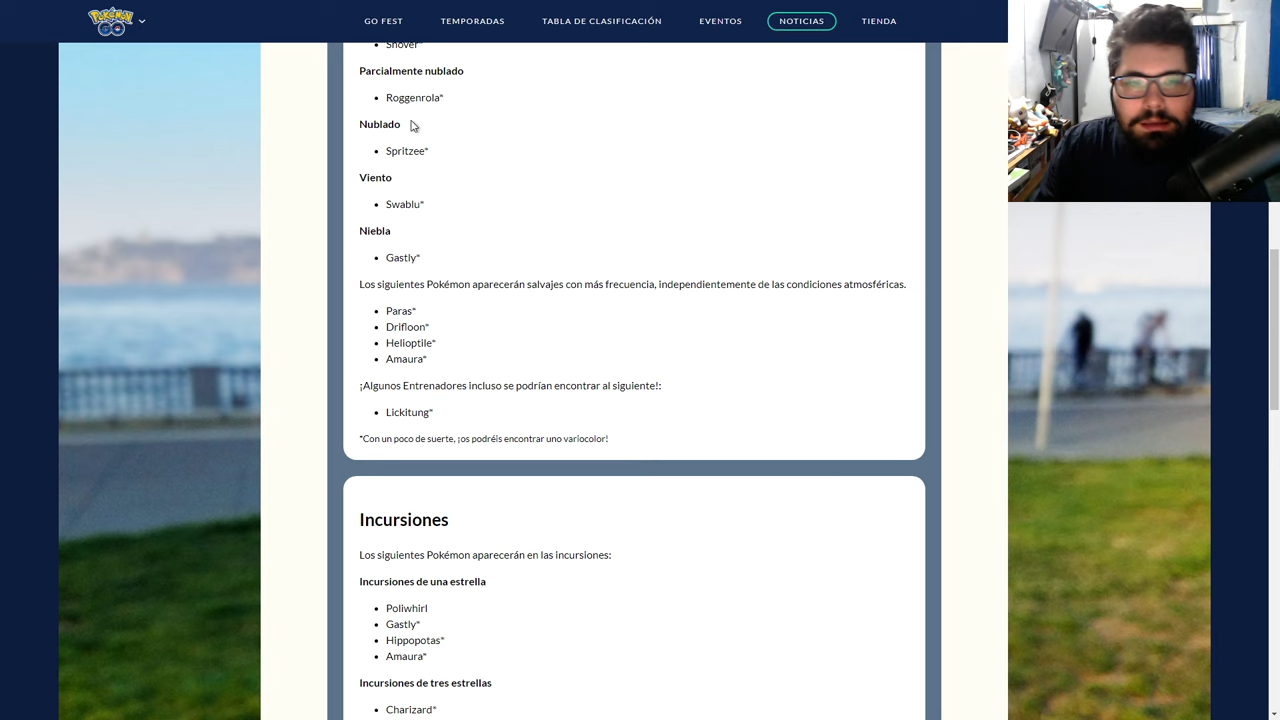 Pokémon GO
GO FEST TEMPORADAS TABLA DE CLASIFICACIÓN EVENTOS NOTICIAS TIENDA
Snover*
Parcialmente nublado
Roggenrola*
Nublado
Spritzee*
Viento
Swablu*
Niebla
Gastly*
Los siguientes Pokémon aparecerán salvajes con más frecuencia, independientemente de las condiciones atmosféricas.
Paras*
Drifloon*
Helioptile*
Amaura*
¡Algunos Entrenadores incluso se podrían encontrar al siguiente!:
Lickitung*
*Con un poco de suerte, ¡os podréis encontrar uno variocolor!
Incursiones
Los siguientes Pokémon aparecerán en las incursiones:
Incursiones de una estrella
Poliwhirl
Gastly*
Hippopotas*
Amaura*
Incursiones de tres estrellas
Charizard*